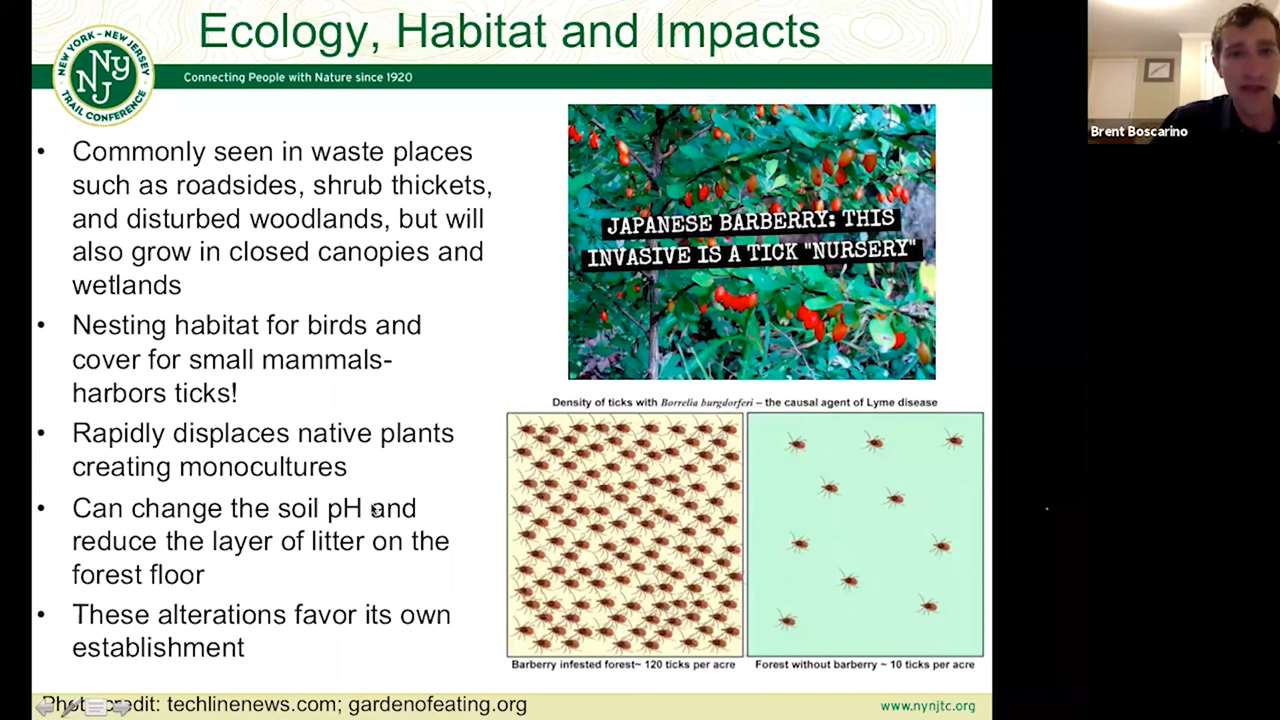 Ecology, Habitat and Impacts
NEW YORK - NEW JERSEY
NY
NJ
TRAIL CONFERENCE
Connecting People with Nature since 1920
Brent Boscarino
• Commonly seen in waste places
such as roadsides, shrub thickets,
and disturbed woodlands, but will
also grow in closed canopies and
wetlands
• Nesting habitat for birds and
cover for small mammals-
harbors ticks!
• Rapidly displaces native plants
creating monocultures
• Can change the soil pH and
reduce the layer of litter on the
forest floor
• These alterations favor its own
establishment
JAPANESE BARBERRY: THIS
INVASIVE IS A TICK "NURSERY"
Density of ticks with Borrelia burgdorferi – the causal agent of Lyme disease
Barberry infested forest~ 120 ticks per acre
Forest without barberry ~ 10 ticks per acre
Photo credit: techlinenews.com; gardenofeating.org
www.nynjtc.org